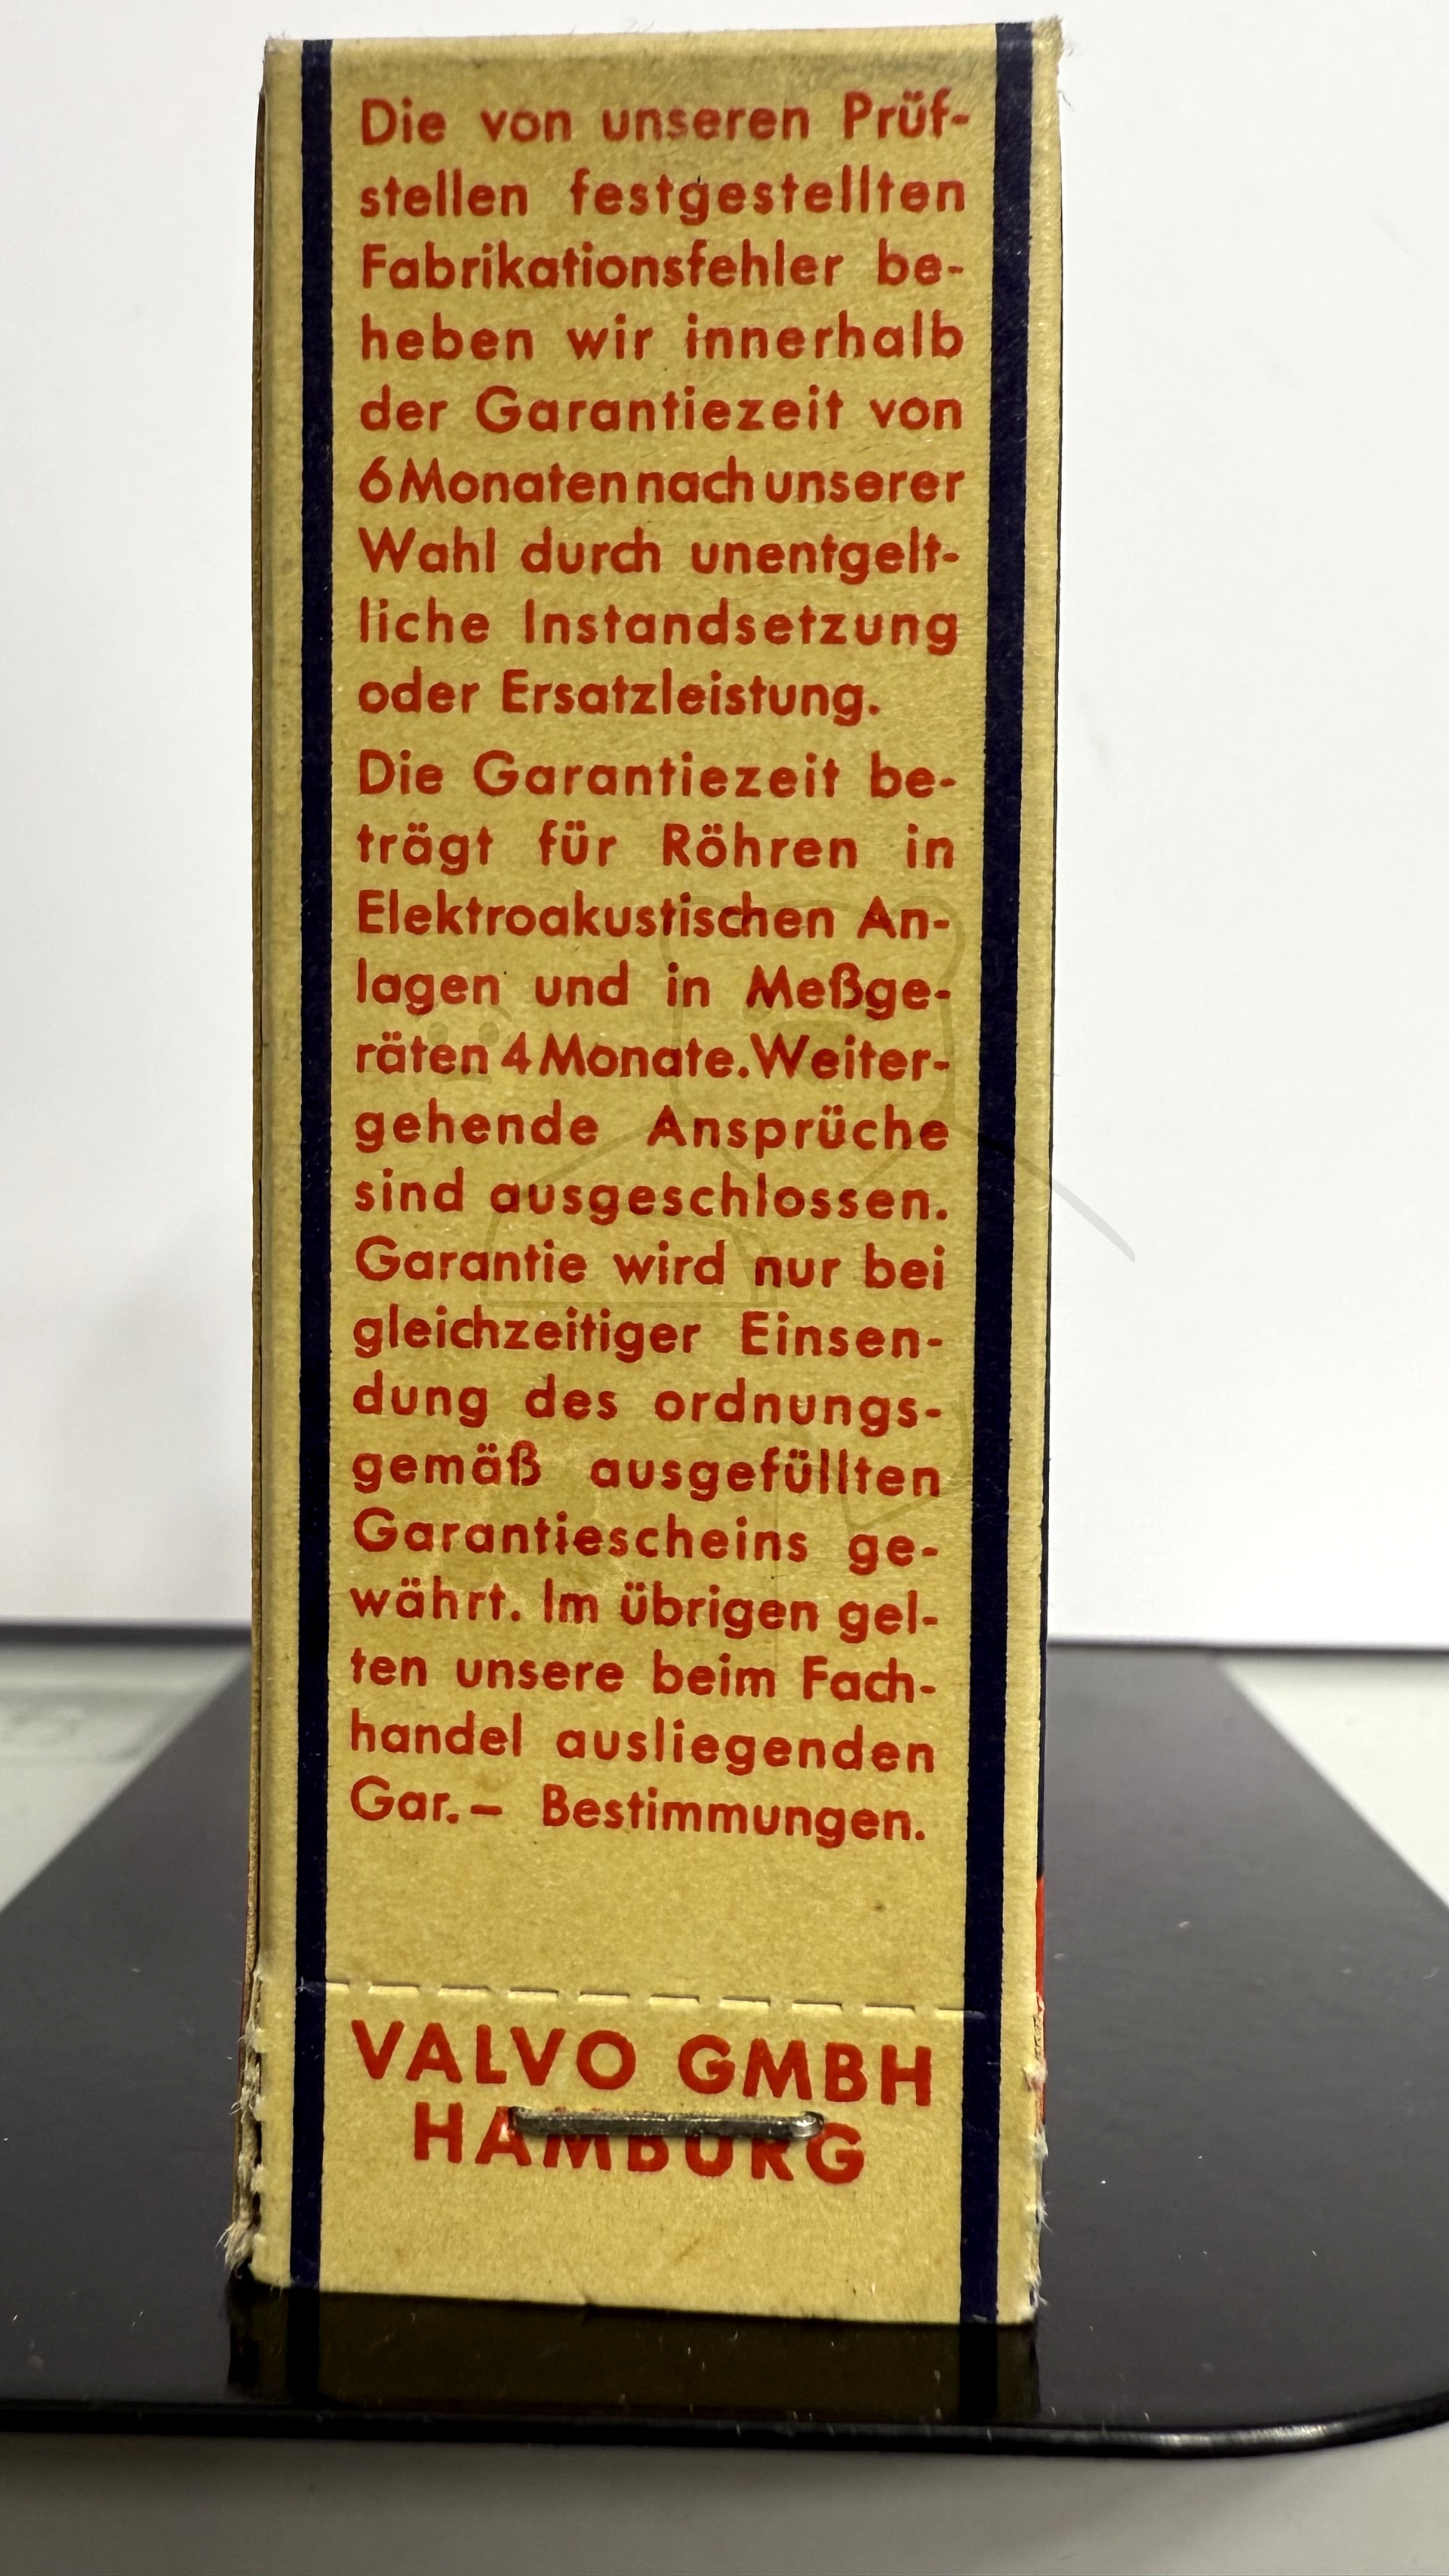 Die von unseren Prüf-
stellen festgestellten
Fabrikationsfehler be-
heben wir innerhalb
der Garantiezeit von
6 Monaten nach unserer
Wahl durch unentgelt-
liche Instandsetzung
oder Ersatzleistung.
Die Garantiezeit be-
trägt für Röhren in
Elektroakustischen An-
lagen und in Meßge-
räten 4 Monate. Weiter-
gehende Ansprüche
sind ausgeschlossen.
Garantie wird nur bei
gleichzeitiger Einsen-
dung des ordnungs-
gemäß ausgefüllten
Garantiescheins ge-
währt. Im übrigen gel-
ten unsere beim Fach-
handel ausliegenden
Gar.– Bestimmungen.
VALVO GMBH
HAMBURG